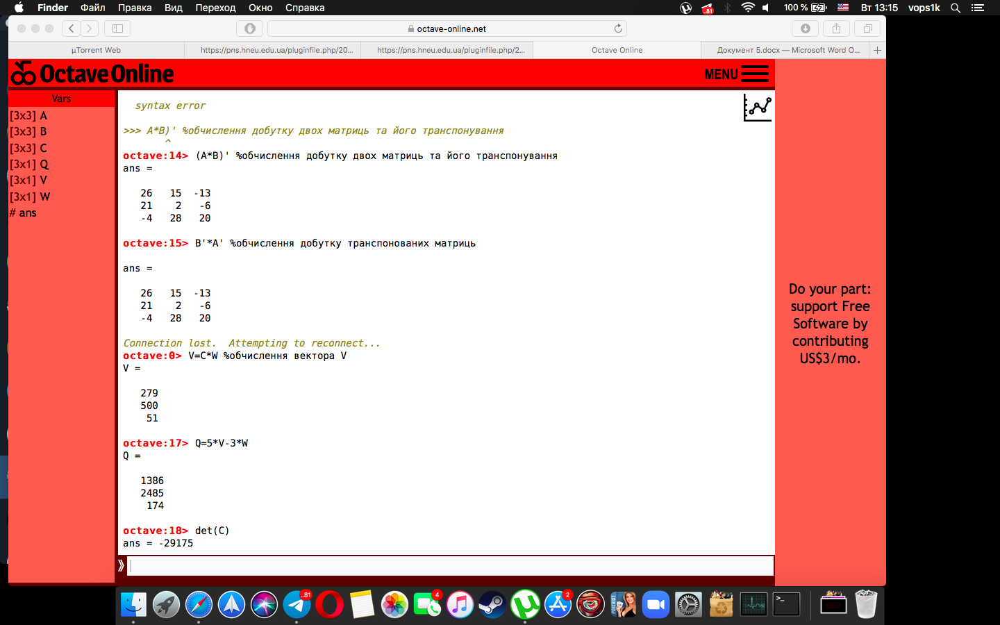 Finder Файл Правка Вид Переход Окно Справка
..81 100 % Вт 13:15 vops1k
octave-online.net
µTorrent Web https://pns.hneu.edu.ua/pluginfile.php/20... https://pns.hneu.edu.ua/pluginfile.php/2... Octave Online Документ 5.docx — Microsoft Word O...
Octave Online MENU
Vars
[3x3] A
[3x3] B
[3x3] C
[3x1] Q
[3x1] V
[3x1] W
# ans
syntax error
>>> A*B)' %обчислення добутку двох матриць та його транспонування
^
octave:14> (A*B)' %обчислення добутку двох матриць та його транспонування
ans =
26 15 -13
21 2 -6
-4 28 20
octave:15> B'*A' %обчислення добутку транспонованих матриць
ans =
26 15 -13
21 2 -6
-4 28 20
Connection lost. Attempting to reconnect...
octave:0> V=C*W %обчислення вектора V
V =
279
500
51
octave:17> Q=5*V-3*W
Q =
1386
2485
174
octave:18> det(C)
ans = -29175
Do your part:
support Free
Software by
contributing
US$3/mo.
..81 4 2